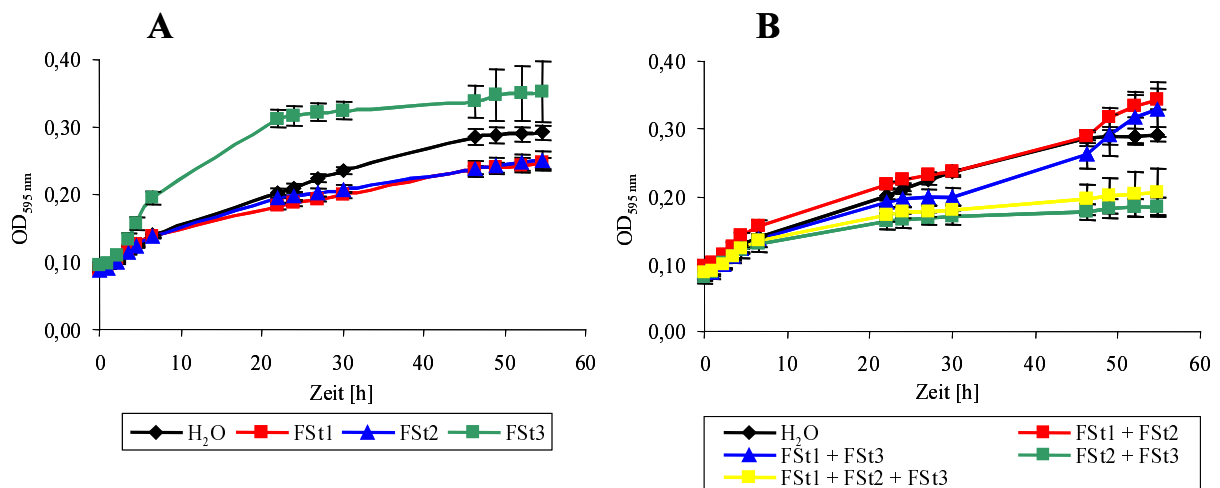 A
0,40
0,30
0,20
0,10
0,00
OD595 nm
0 10 20 30 40 50 60
Zeit [h]
H2O FSt1 FSt2 FSt3
B
0,40
0,30
0,20
0,10
0,00
OD595 nm
0 10 20 30 40 50 60
Zeit [h]
H2O FSt1 + FSt2
FSt1 + FSt3 FSt2 + FSt3
FSt1 + FSt2 + FSt3